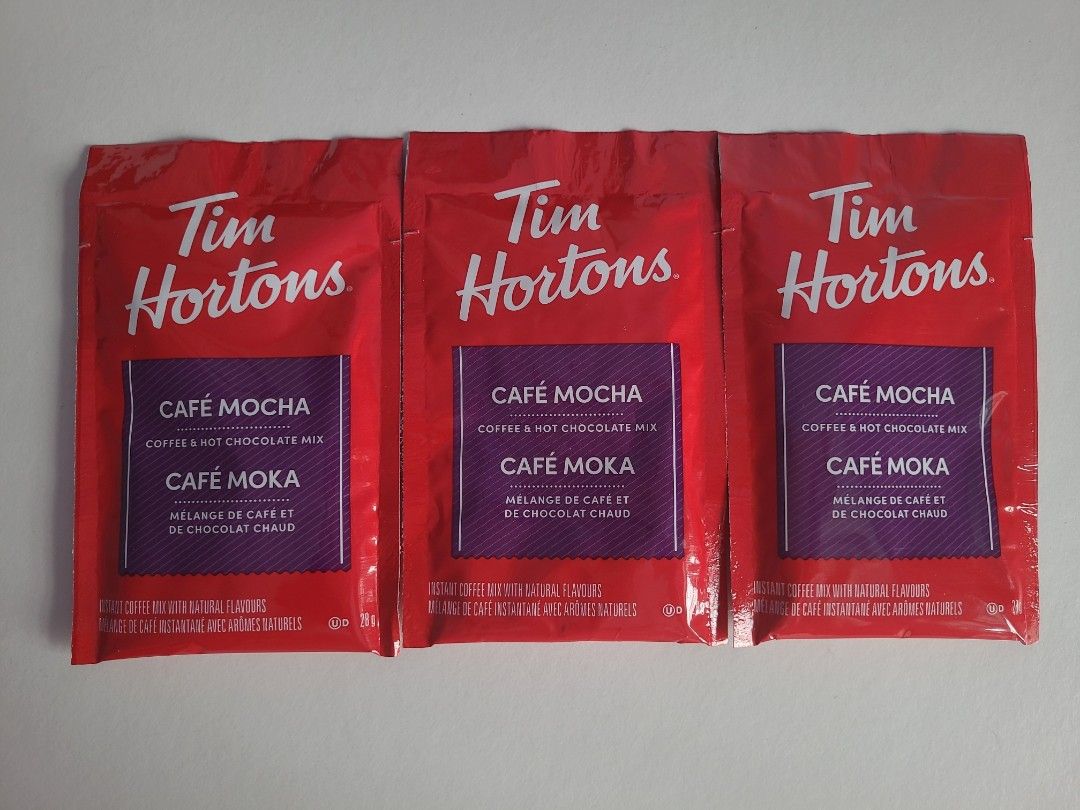 Tim
Hortons
CAFÉ MOCHA
COFFEE & HOT CHOCOLATE MIX
CAFÉ MOKA
MÉLANGE DE CAFÉ ET
DE CHOCOLAT CHAUD
INSTANT COFFEE MIX WITH NATURAL FLAVOURS
MÉLANGE DE CAFÉ INSTANTANÉ AVEC ARÔMES NATURELS
U D 28 g
Tim
Hortons
CAFÉ MOCHA
COFFEE & HOT CHOCOLATE MIX
CAFÉ MOKA
MÉLANGE DE CAFÉ ET
DE CHOCOLAT CHAUD
INSTANT COFFEE MIX WITH NATURAL FLAVOURS
MÉLANGE DE CAFÉ INSTANTANÉ AVEC ARÔMES NATURELS
U D
Tim
Hortons
CAFÉ MOCHA
COFFEE & HOT CHOCOLATE MIX
CAFÉ MOKA
MÉLANGE DE CAFÉ ET
DE CHOCOLAT CHAUD
INSTANT COFFEE MIX WITH NATURAL FLAVOURS
MÉLANGE DE CAFÉ INSTANTANÉ AVEC ARÔMES NATURELS
U D